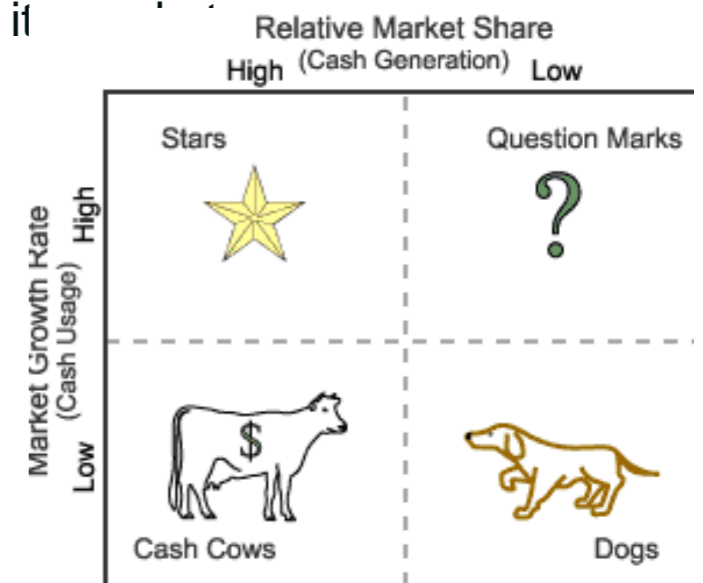 Relative Market Share
(Cash Generation)
High Low
Stars Question Marks
Market Growth Rate
(Cash Usage)
High
Low
$
?
Cash Cows Dogs